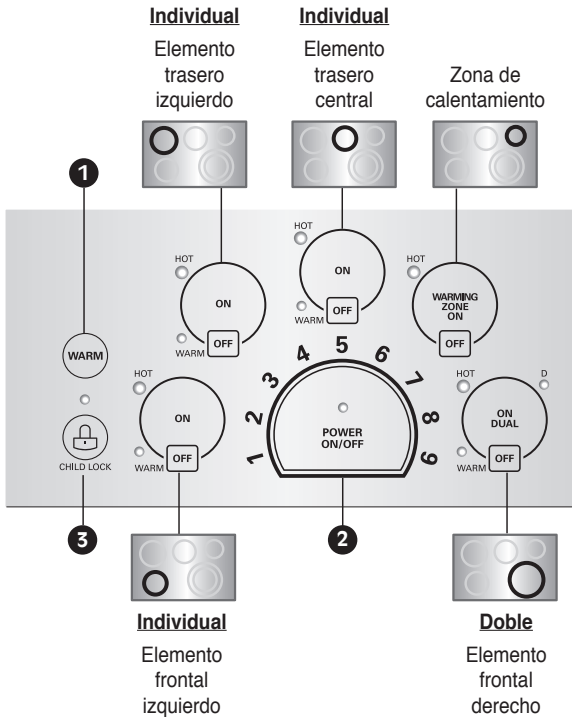 Individual
Elemento
trasero
izquierdo
Individual
Elemento
trasero
central
Zona de
calentamiento
1
HOT
ON
OFF
WARM
HOT
ON
OFF
WARM
HOT
WARMING
ZONE
ON
OFF
WARM
CHILD LOCK
3
HOT
ON
OFF
WARM
1
2
3
4
5
6
7
8
9
POWER
ON/OFF
2
HOT
D
ON
DUAL
OFF
WARM
Individual
Elemento
frontal
izquierdo
Doble
Elemento
frontal
derecho